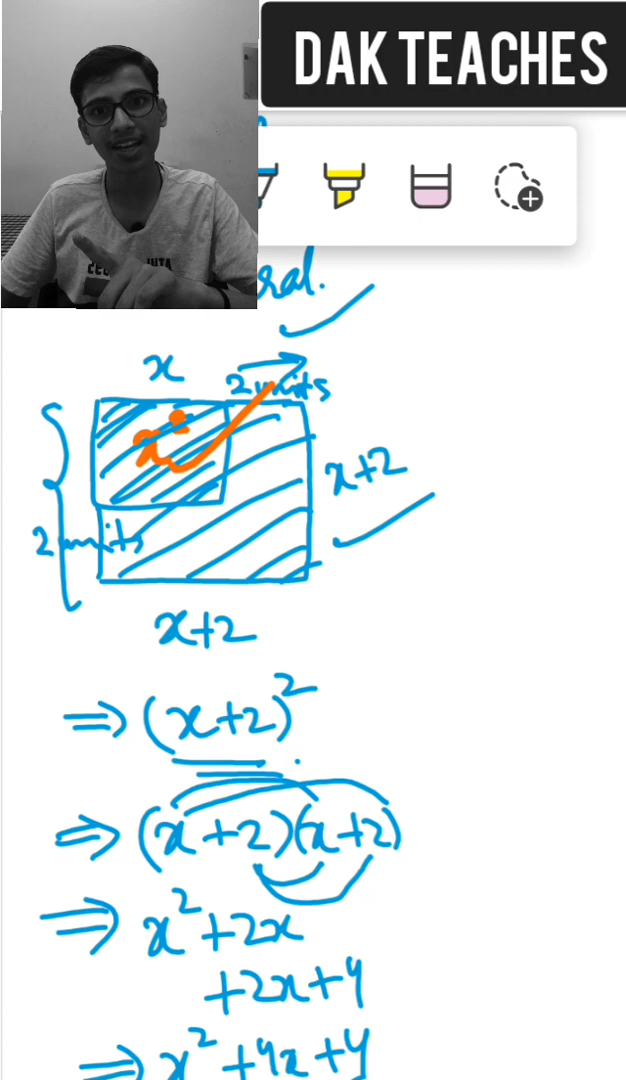 DAK TEACHES
x
2 units
x²
x+2
2 units
x+2
⇒ (x+2)²
⇒ (x+2)(x+2)
⇒ x²+2x
+2x+4
⇒ x²+4x+4